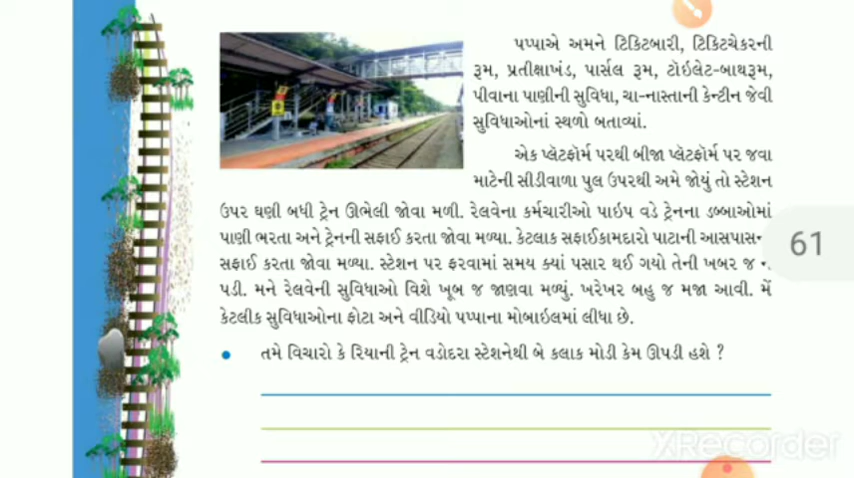 પપ્પાએ અમને ટિકિટબારી, ટિકિટચેકરની
રૂમ, પ્રતીક્ષાખંડ, પાર્સલ રૂમ, ટૉઇલેટ-બાથરૂમ,
પીવાના પાણીની સુવિધા, ચા-નાસ્તાની કેન્ટીન જેવી
સુવિધાઓનાં સ્થળો બતાવ્યાં.
એક પ્લૅટફૉર્મ પરથી બીજા પ્લૅટફૉર્મ પર જવા
માટેની સીડીવાળા પુલ ઉપરથી અમે જોયું તો સ્ટેશન
ઉપર ઘણી બધી ટ્રેન ઊભેલી જોવા મળી. રેલવેના કર્મચારીઓ પાઇપ વડે ટ્રેનના ડબ્બાઓમાં
પાણી ભરતા અને ટ્રેનની સફાઈ કરતા જોવા મળ્યા. કેટલાક સફાઈકામદારો પાટાની આસપાસ
સફાઈ કરતા જોવા મળ્યા. સ્ટેશન પર ફરવામાં સમય ક્યાં પસાર થઈ ગયો તેની ખબર જ ન
પડી. મને રેલવેની સુવિધાઓ વિશે ખૂબ જ જાણવા મળ્યું. ખરેખર બહુ જ મજા આવી. મેં
કેટલીક સુવિધાઓના ફોટા અને વીડિયો પપ્પાના મોબાઇલમાં લીધા છે.
61
• તમે વિચારો કે રિયાની ટ્રેન વડોદરા સ્ટેશનેથી બે કલાક મોડી કેમ ઊપડી હશે ?
XRecorder